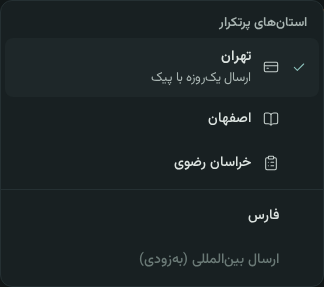 استان‌های پرتکرار
تهران
ارسال یک‌روزه با پیک
اصفهان
خراسان رضوی
فارس
ارسال بین‌المللی (به‌زودی)